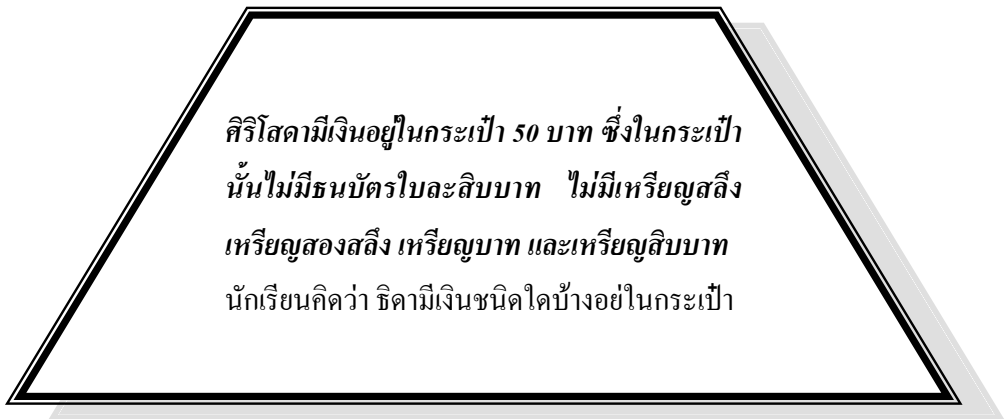 ศิริโสดามีเงินอยู่ในกระเป๋า 50 บาท ซึ่งในกระเป๋า
นั้นไม่มีธนบัตรใบละสิบบาท ไม่มีเหรียญสลึง
เหรียญสองสลึง เหรียญบาท และเหรียญสิบบาท
นักเรียนคิดว่า ธิดามีเงินชนิดใดบ้างอย่ในกระเป๋า